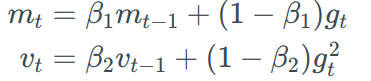 m_t = β_1 m_{t−1} + (1 − β_1) g_t
v_t = β_2 v_{t−1} + (1 − β_2) g_t^2